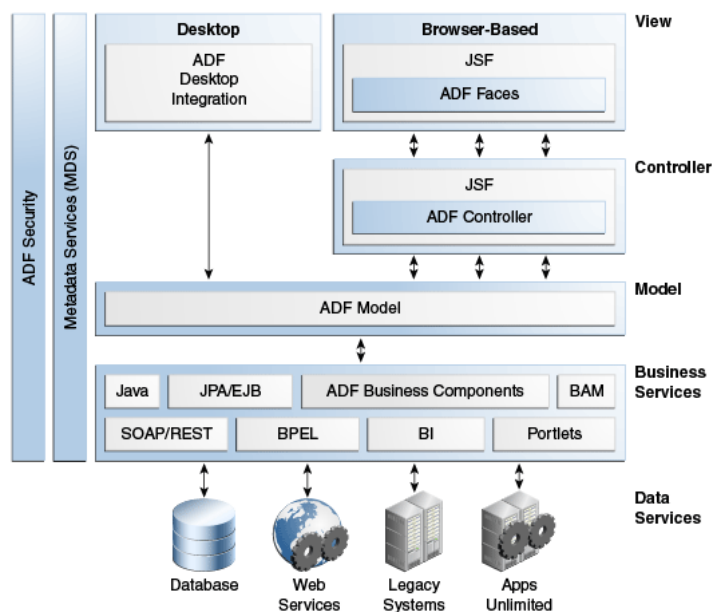 Desktop
ADF
Desktop
Integration
Browser-Based
JSF
ADF Faces
View
JSF
ADF Controller
Controller
ADF Security
Metadata Services (MDS)
ADF Model
Model
Java
JPA/EJB
ADF Business Components
BAM
Business
Services
SOAP/REST
BPEL
BI
Portlets
Data
Services
Database
Web
Services
Legacy
Systems
Apps
Unlimited